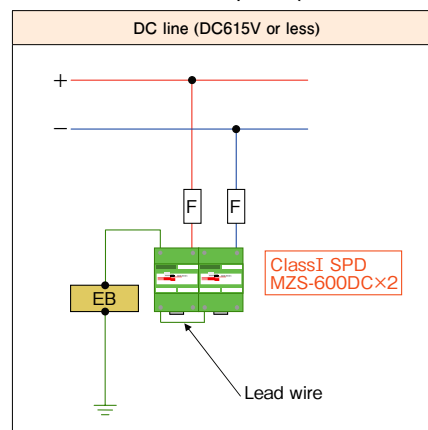 DC line (DC615V or less)
+
−
F F
ClassⅠ SPD
MZS-600DC×2
EB
Lead wire